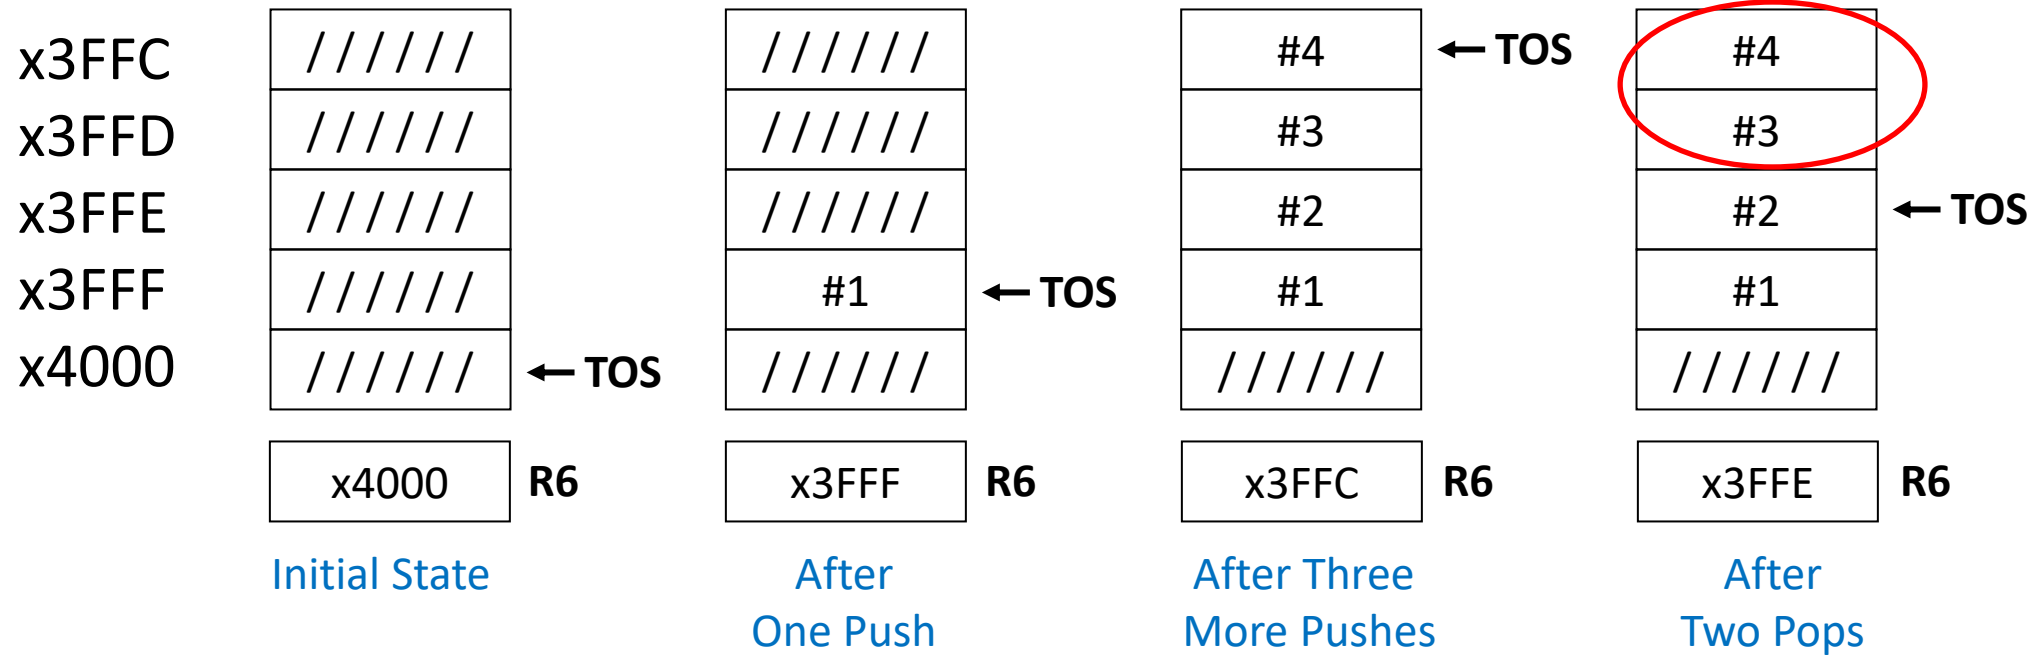 x3FFC ////// ////// #4 TOS #4
x3FFD ////// ////// #3 #3
x3FFE ////// ////// #2 #2 TOS
x3FFF ////// #1 TOS #1 #1
x4000 ////// TOS ////// ////// //////
x4000 R6 x3FFF R6 x3FFC R6 x3FFE R6
Initial State
After
One Push
After Three
More Pushes
After
Two Pops